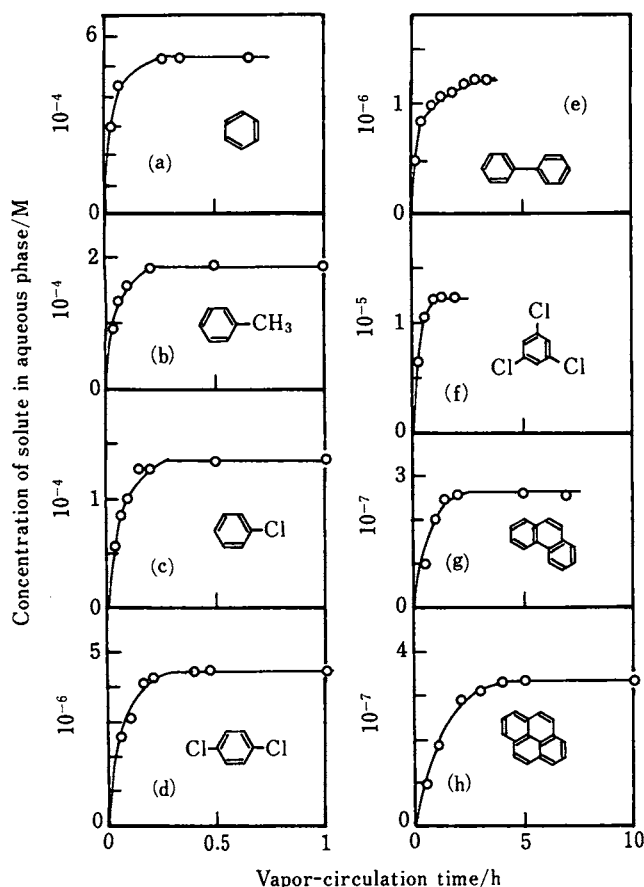 Concentration of solute in aqueous phase/M
6
10⁻⁴
(a)
0
2
10⁻⁴
CH₃
(b)
0
1
10⁻⁴
Cl
(c)
0
5
10⁻⁶
Cl
Cl
(d)
0
0
0.5
1
1
10⁻⁶
(e)
0
1
10⁻⁵
Cl
Cl
Cl
(f)
0
3
10⁻⁷
(g)
0
4
10⁻⁷
(h)
0
0
5
10
Vapor-circulation time/h